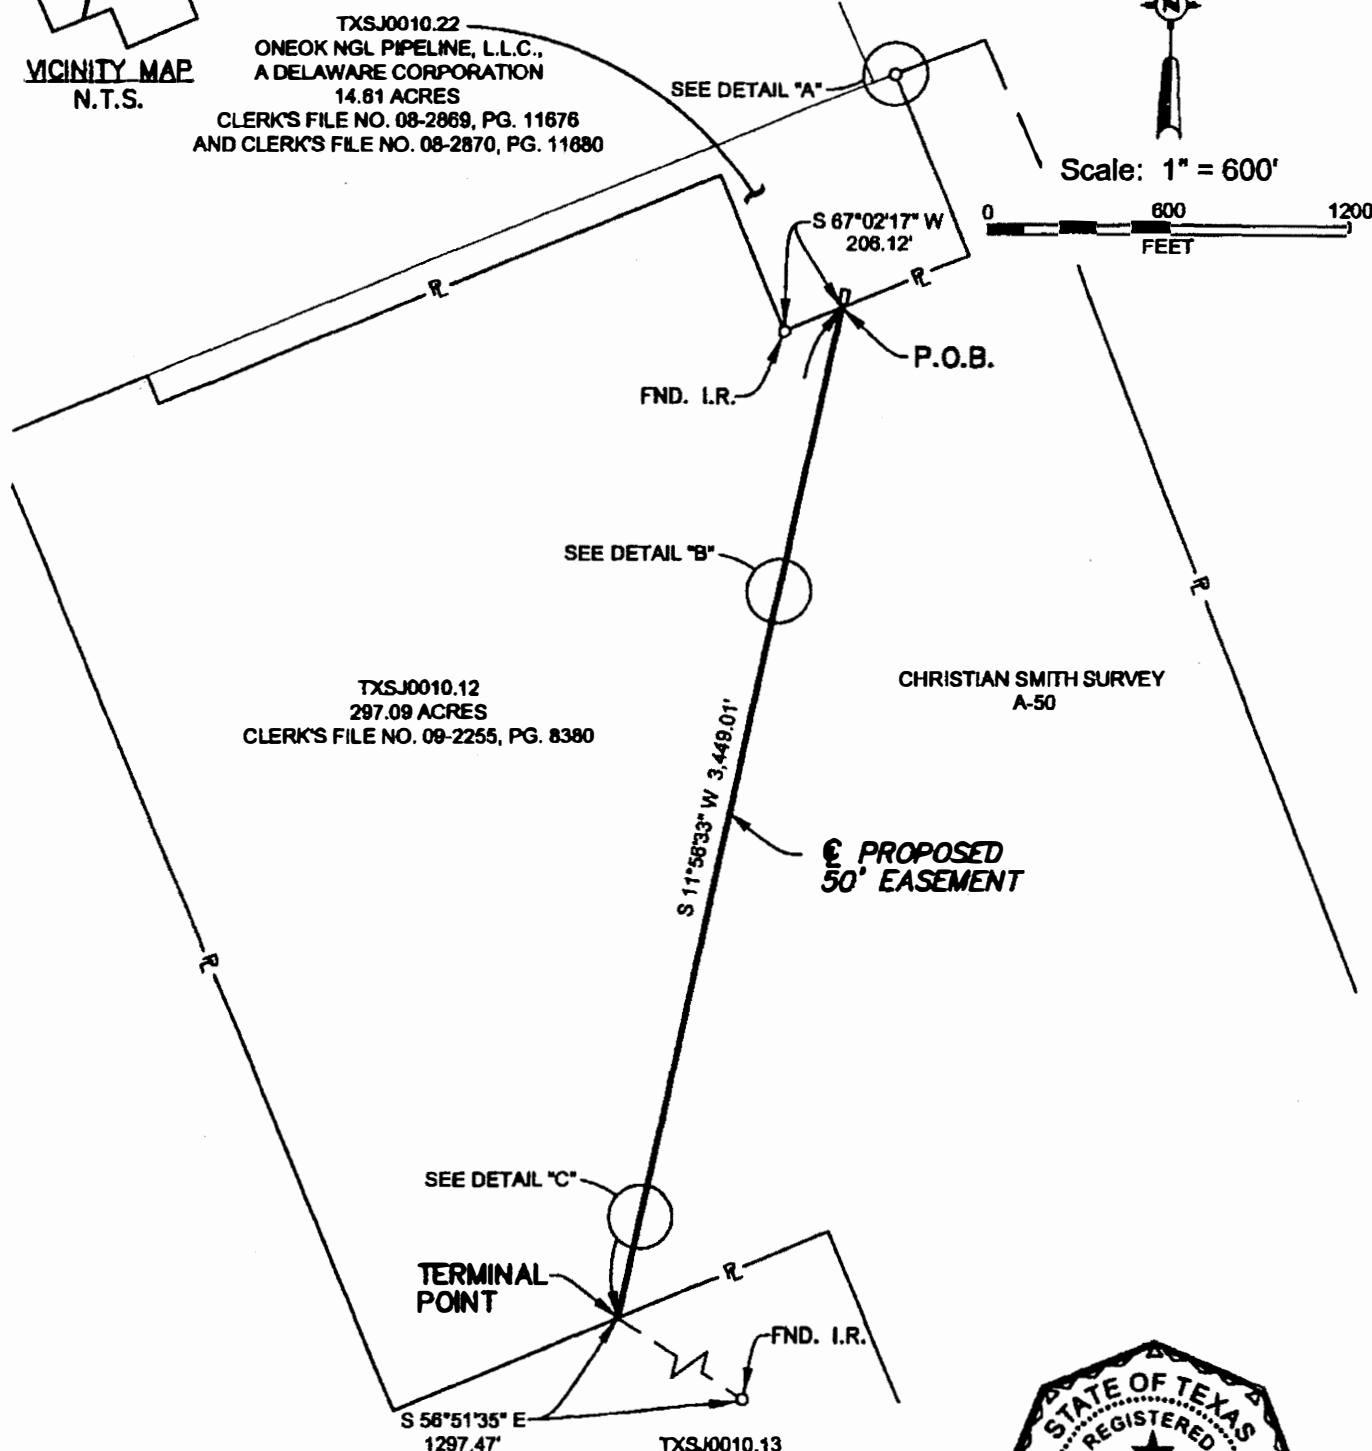 VICINITY MAP
N.T.S.
TXSJ0010.22
ONEOK NGL PIPELINE, L.L.C.,
A DELAWARE CORPORATION
14.61 ACRES
CLERK'S FILE NO. 08-2869, PG. 11676
AND CLERK'S FILE NO. 08-2870, PG. 11680
SEE DETAIL "A"
N
Scale: 1" = 600'
0 600 1200
FEET
S 67°02'17" W
206.12'
P.O.B.
FND. I.R.
SEE DETAIL "B"
TXSJ0010.12
297.09 ACRES
CLERK'S FILE NO. 09-2255, PG. 8380
CHRISTIAN SMITH SURVEY
A-50
S 11°56'33" W 3,449.01'
℄ PROPOSED
50' EASEMENT
SEE DETAIL "C"
TERMINAL
POINT
FND. I.R.
S 56°51'35" E
1297.47'
TXSJ0010.13
STATE OF TEXAS
REGISTERED